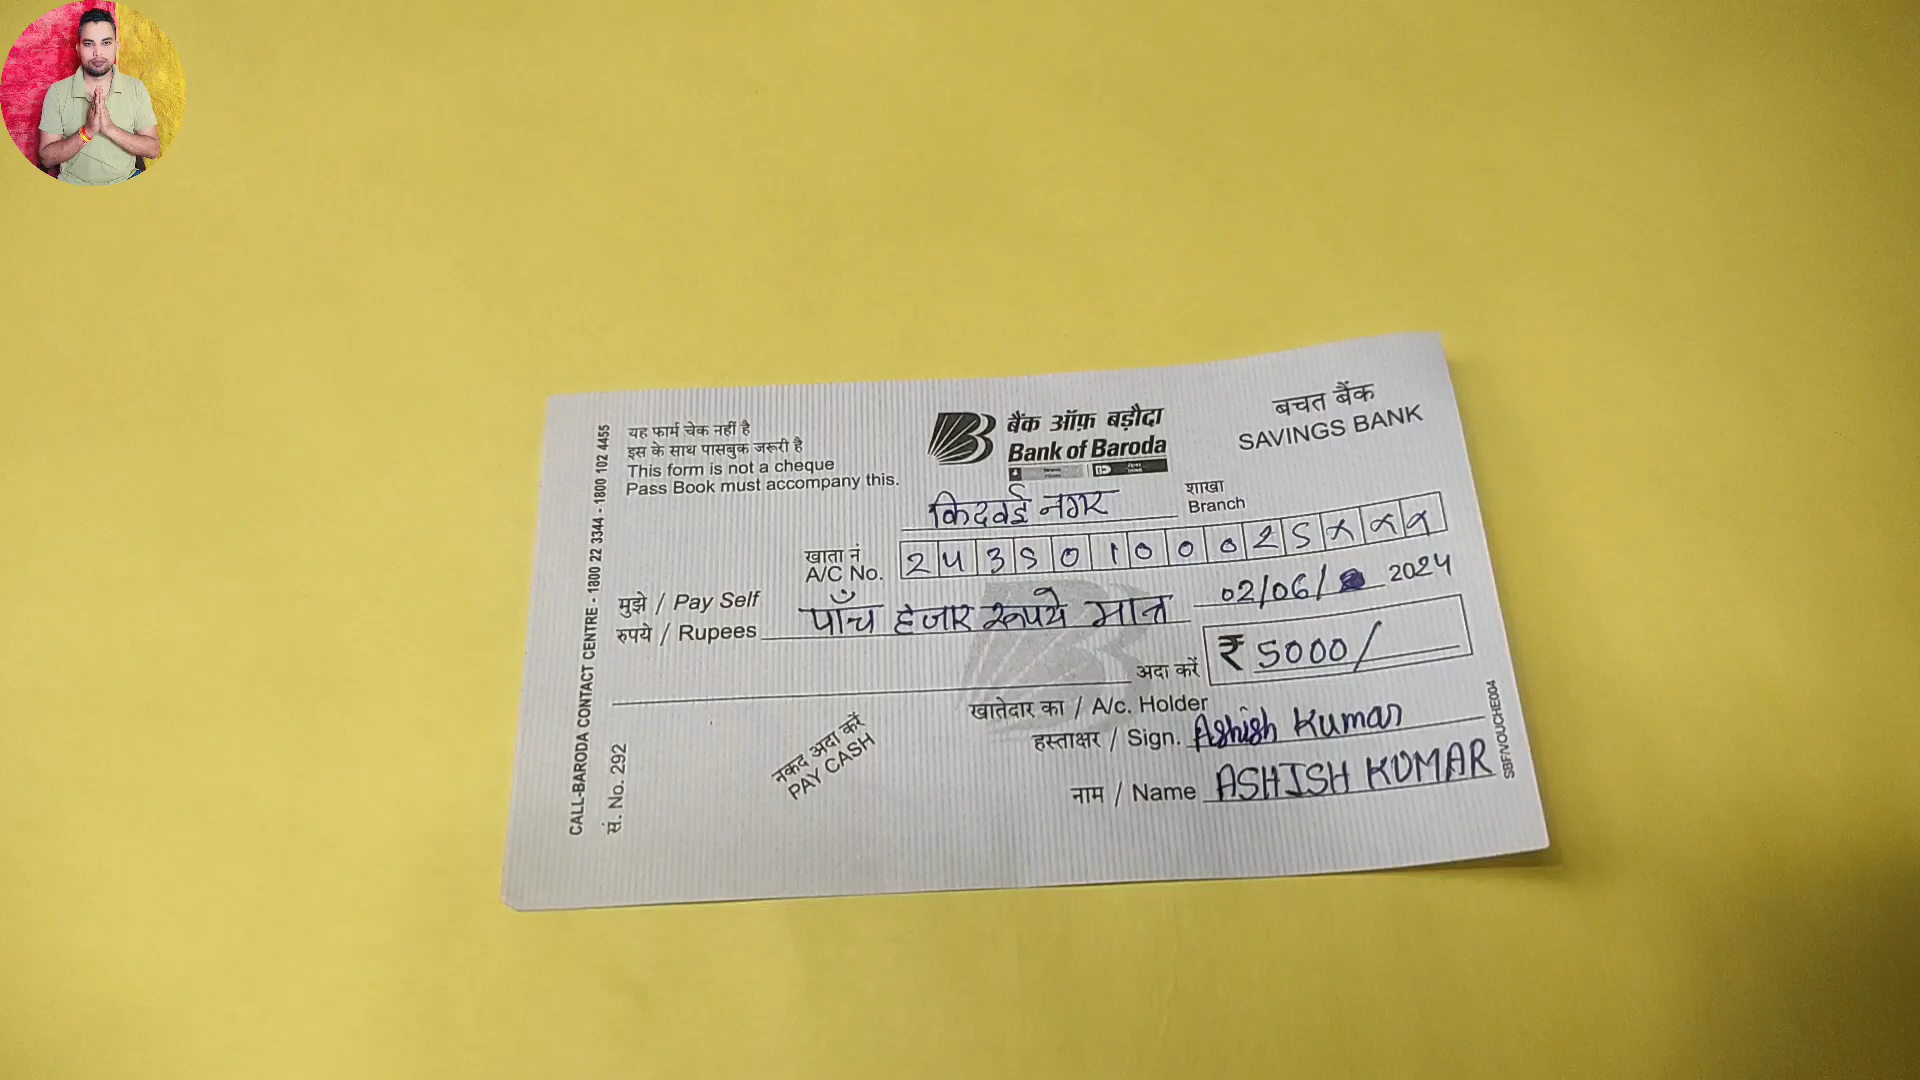 यह फार्म चेक नहीं है
इस के साथ पासबुक जरूरी है
This form is not a cheque
Pass Book must accompany this.
बैंक ऑफ़ बड़ौदा
Bank of Baroda
बचत बैंक
SAVINGS BANK
किदवई नगर
शाखा
Branch
खाता नं
A/C No. 2 4 3 5 0 1 0 0 0 2 5 X X X
02/06/ 2024
मुझे / Pay Self
रुपये / Rupees पाँच हजार रूपये मात्र
अदा करें ₹ 5000/
खातेदार का / A/c. Holder
हस्ताक्षर / Sign. Ashish Kumar
नाम / Name ASHISH KUMAR
नकद अदा करें
PAY CASH
CALL-BARODA CONTACT CENTRE - 1800 22 3344 - 1800 102 4455
सं. No. 292
SBF/VOUCHE004